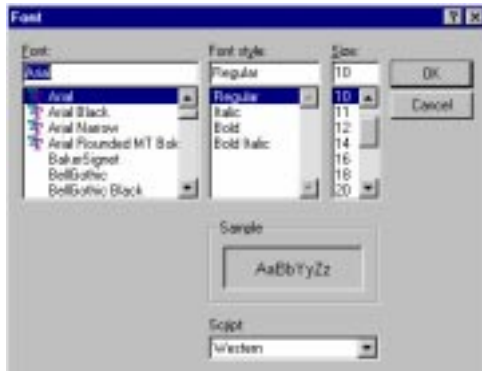 Font
Font: Font style: Size:
Arial Regular 10 OK
Arial Regular 10 Cancel
Arial Black Italic 11
Arial Narrow Bold 12
Arial Rounded MT Bol Bold Italic 14
BakerSignet 16
BellGothic 18
BellGothic Black 20
Sample
AaBbYyZz
Script:
Western